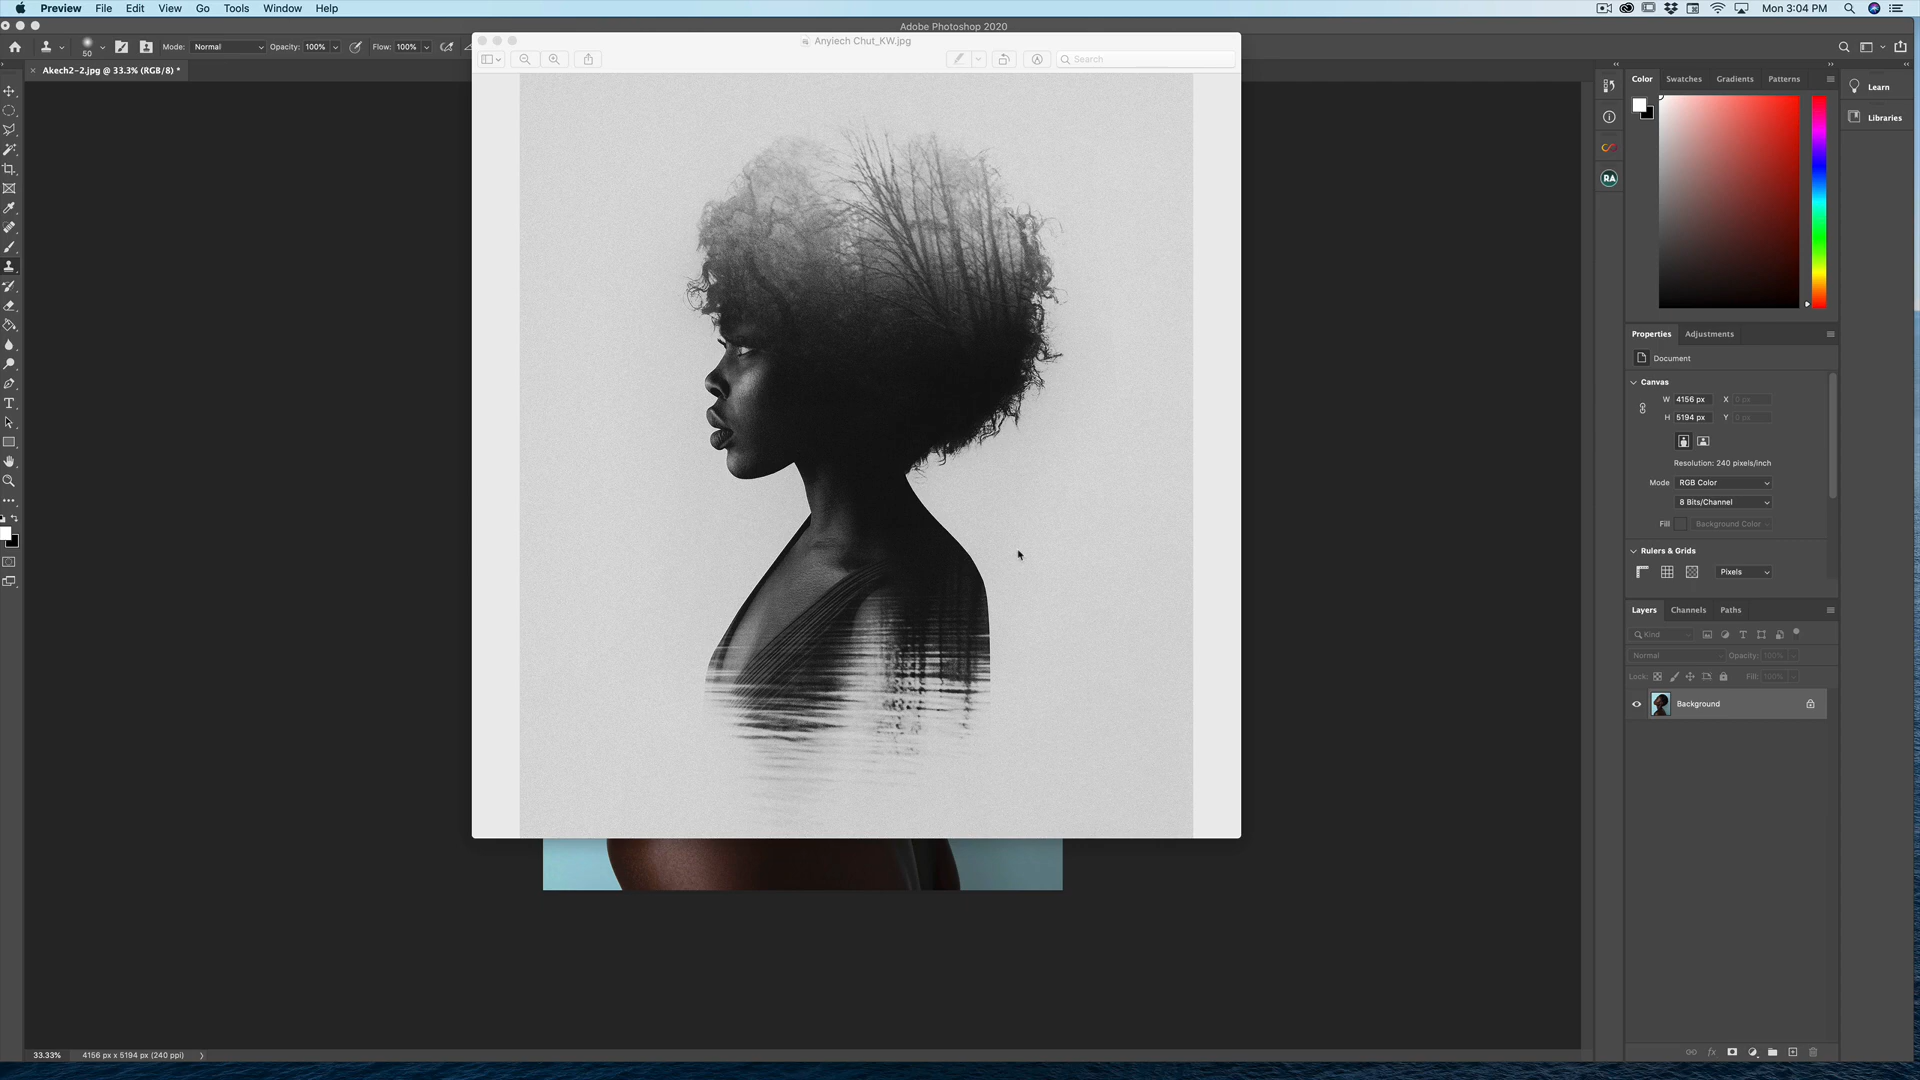 Preview File Edit View Go Tools Window Help Mon 3:04 PM
Adobe Photoshop 2020
Anyiech Chut_KW.jpg
50 Mode: Normal Opacity: 100% Flow: 100%
Search
Akech2-2.jpg @ 33.3% (RGB/8) *
Color Swatches Gradients Patterns
Learn
Libraries
RA
Properties Adjustments
Document
Canvas
W 4156 px X 0 px
H 5194 px Y 0 px
Resolution: 240 pixels/inch
Mode RGB Color
8 Bits/Channel
Fill Background Color
Rulers & Grids
Pixels
Layers Channels Paths
Kind
Normal Opacity: 100%
Lock: Fill: 100%
Background
33.33% 4156 px x 5194 px (240 ppi)